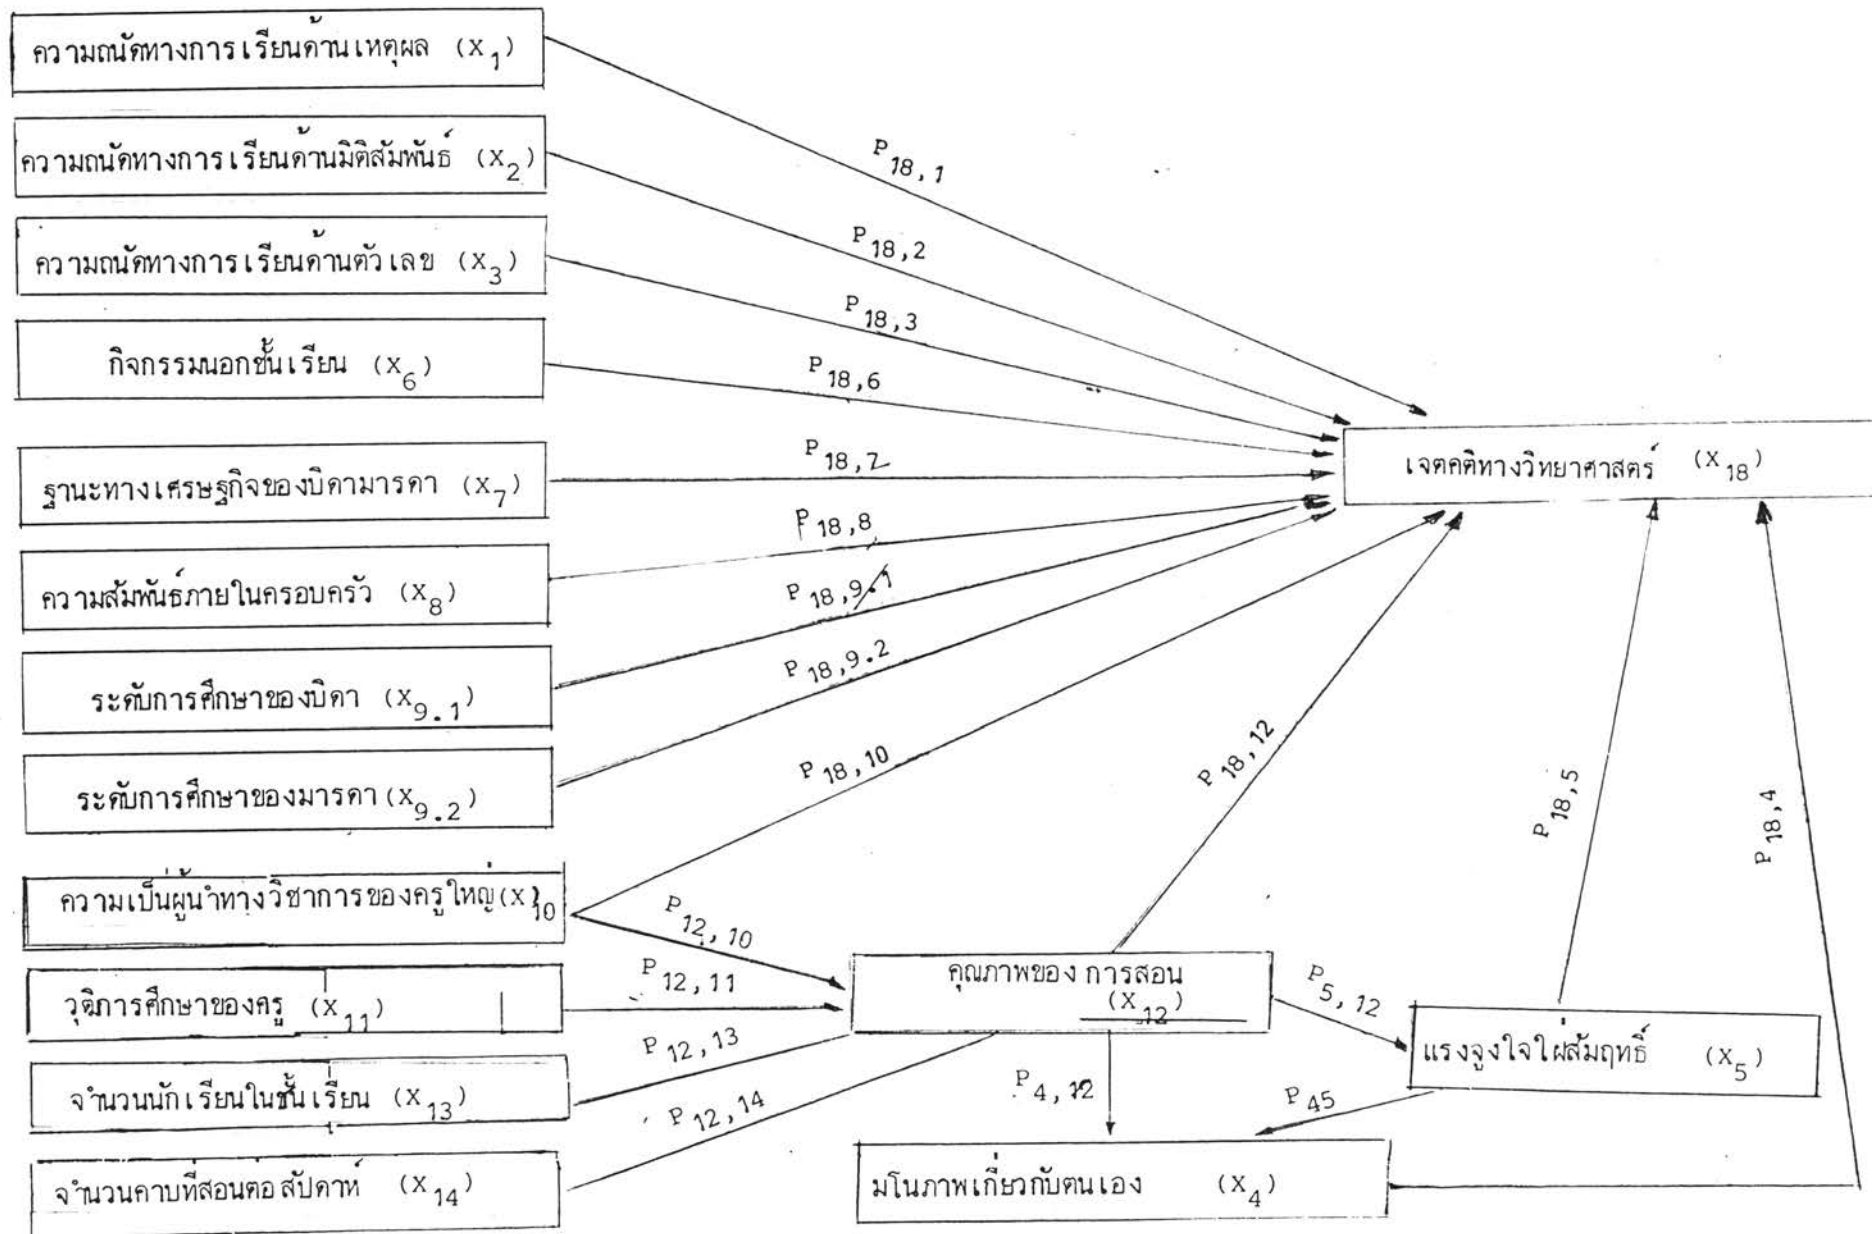 ความถนัดทางการเรียนด้านเหตุผล (X1)
ความถนัดทางการเรียนด้านมิติสัมพันธ์ (X2)
ความถนัดทางการเรียนด้านตัวเลข (X3)
กิจกรรมนอกชั้นเรียน (X6)
ฐานะทางเศรษฐกิจของบิดามารดา (X7)
ความสัมพันธ์ภายในครอบครัว (X8)
ระดับการศึกษาของบิดา (X9.1)
ระดับการศึกษาของมารดา (X9.2)
ความเป็นผู้นำทางวิชาการของครูใหญ่ (X)10
วุฒิการศึกษาของครู (X11)
จำนวนนักเรียนในชั้นเรียน (X13)
จำนวนคาบที่สอนต่อสัปดาห์ (X14)
P18,1
P18,2
P18,3
P18,6
P18,7
P18,8
P18,9.1
P18,9.2
P18,10
P18,12
P18,5
P18,4
P12,10
P12,11
P12,13
P12,14
P5,12
P4,12
P45
เจตคติทางวิทยาศาสตร์ (X18)
คุณภาพของการสอน
(X12)
แรงจูงใจใฝ่สัมฤทธิ์ (X5)
มโนภาพเกี่ยวกับตนเอง (X4)